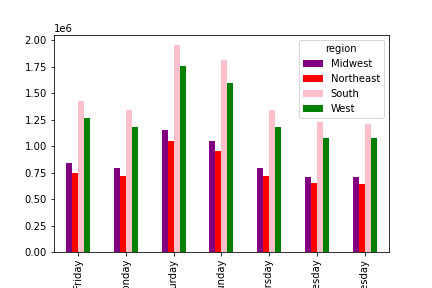 1e6
2.00
1.75
1.50
1.25
1.00
0.75
0.50
0.25
0.00
region
Midwest
Northeast
South
West
Friday
onday
turday
unday
rsday
esday
esday